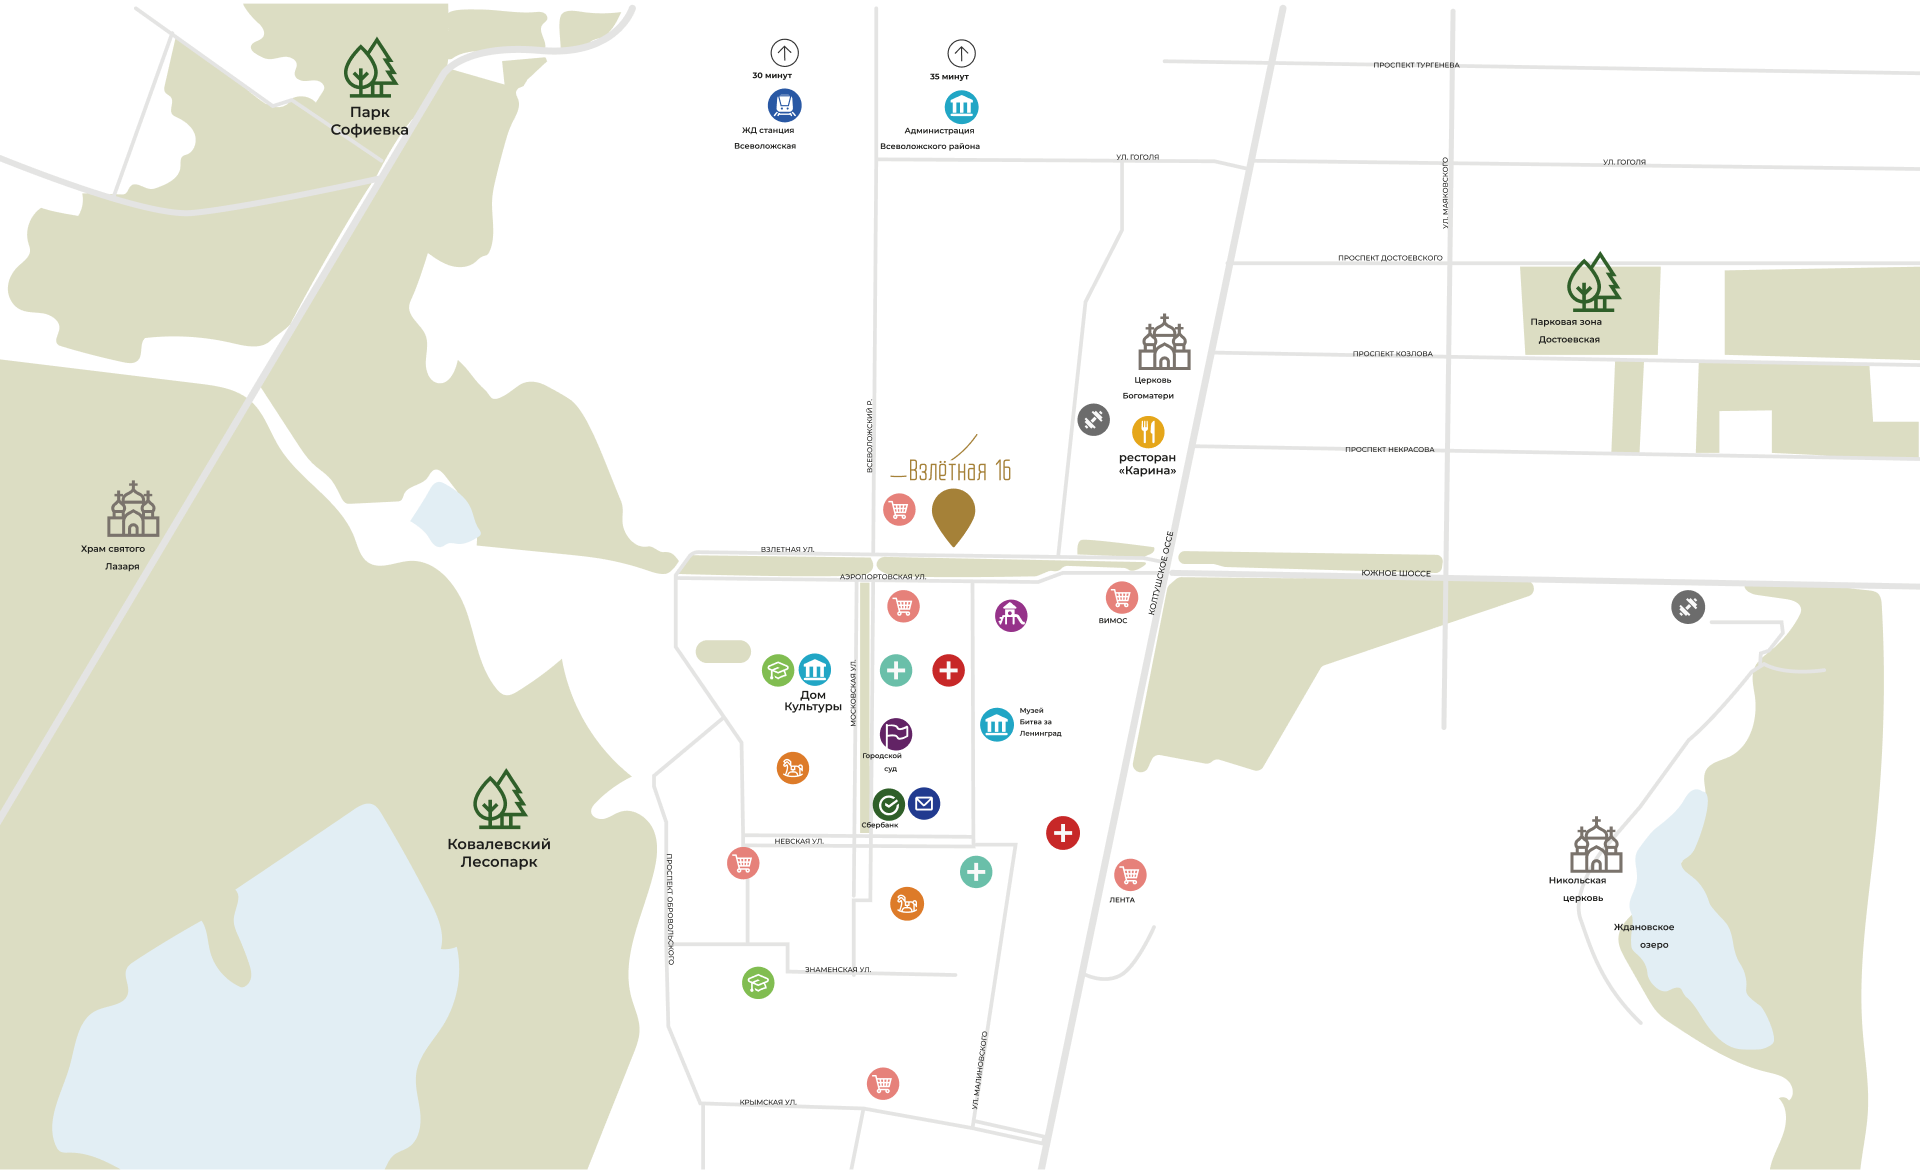 30 минут
35 минут
ПРОСПЕКТ ТУРГЕНЕВА
Парк
Софиевка
ЖД станция
Всеволожская
Администрация
Всеволожского района
УЛ. ГОГОЛЯ
УЛ. ГОГОЛЯ
УЛ. МАЯКОВСКОГО
ПРОСПЕКТ ДОСТОЕВСКОГО
Парковая зона
Достоевская
ПРОСПЕКТ КОЗЛОВА
Церковь
Богоматери
ВСЕВОЛОЖСКИЙ Р.
ресторан
«Карина»
ПРОСПЕКТ НЕКРАСОВА
Взлётная 16
Храм святого
Лазаря
ВЗЛЕТНАЯ УЛ.
АЭРОПОРТОВСКАЯ УЛ.
КОЛТУШСКОЕ ОССЕ
ЮЖНОЕ ШОССЕ
ВИМОС
МОСКОВСКАЯ УЛ.
Дом
Культуры
Музей
Битва за
Ленинград
Городской
суд
Сбербанк
НЕВСКАЯ УЛ.
Ковалевский
Лесопарк
ПРОСПЕКТ ОБРОВОЛЬСКОГО
ЛЕНТА
Никольская
церковь
Ждановское
озеро
ЗНАМЕНСКАЯ УЛ.
УЛ. МАЛИНОВСКОГО
КРЫМСКАЯ УЛ.